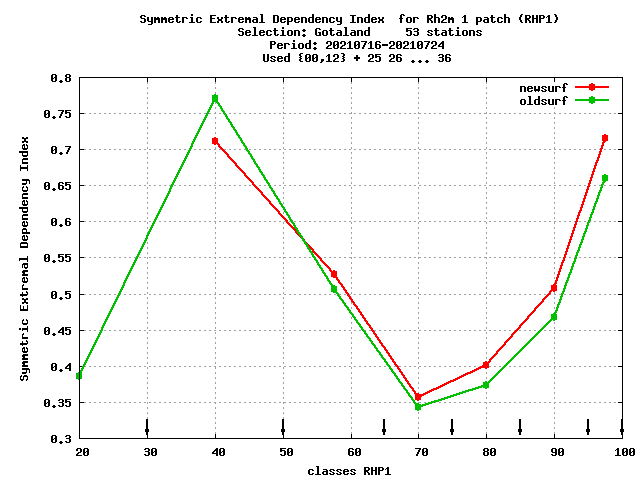 Symmetric Extremal Dependency Index  for Rh2m 1 patch (RHP1)
Selection: Gotaland     53 stations
Period: 20210716-20210724
Used {00,12} + 25 26 ... 36
newsurf
oldsurf
Symmetric Extremal Dependency Index
0.8
0.75
0.7
0.65
0.6
0.55
0.5
0.45
0.4
0.35
0.3
20 30 40 50 60 70 80 90 100
classes RHP1